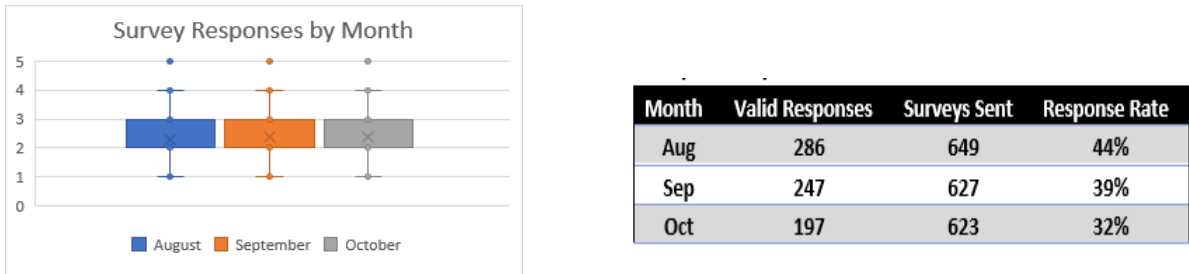 Survey Responses by Month
5
4
3
2
1
0
August September October
Month Valid Responses Surveys Sent Response Rate
Aug 286 649 44%
Sep 247 627 39%
Oct 197 623 32%